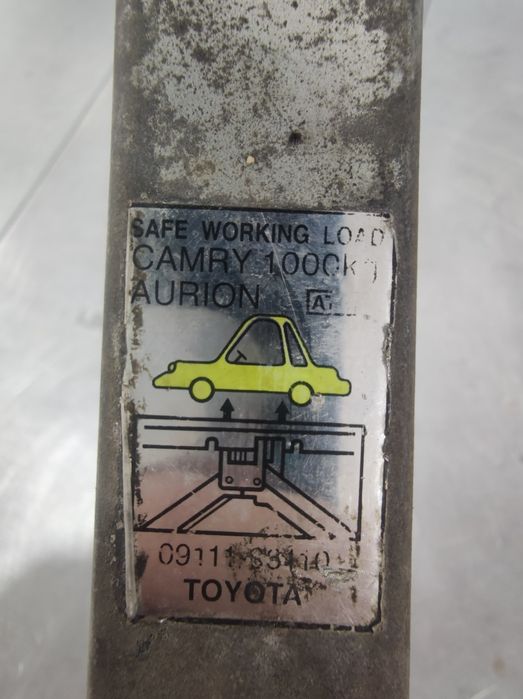 SAFE WORKING LOAD
CAMRY 1000kg
AURION A
TOYOTA